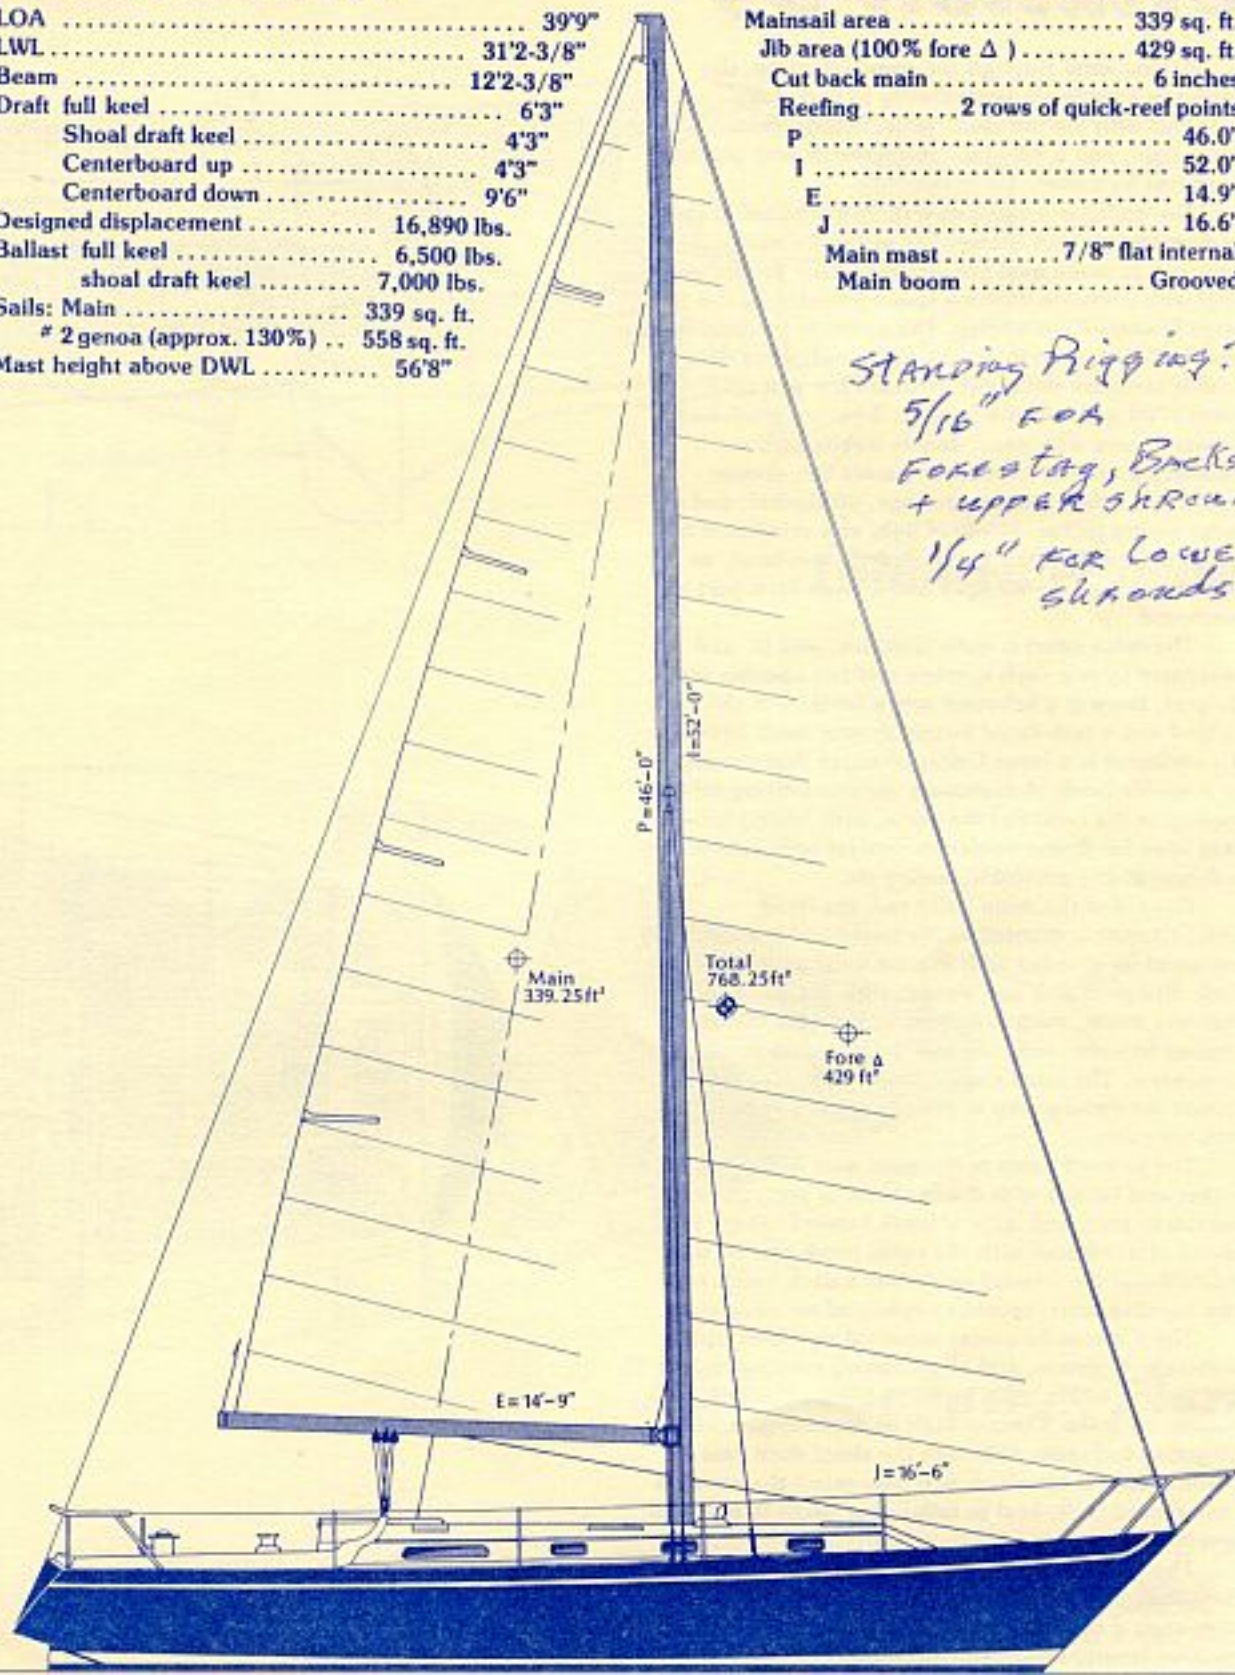 LOA ........ 39'9"
LWL ........ 31'2-3/8"
Beam ........ 12'2-3/8"
Draft full keel ........ 6'3"
Shoal draft keel ........ 4'3"
Centerboard up ........ 4'3"
Centerboard down ........ 9'6"
Designed displacement ........ 16,890 lbs.
Ballast full keel ........ 6,500 lbs.
shoal draft keel ........ 7,000 lbs.
Sails: Main ........ 339 sq. ft.
# 2 genoa (approx. 130%) .. 558 sq. ft.
Mast height above DWL ........ 56'8"
Mainsail area ........ 339 sq. ft
Jib area (100% fore Δ ) ........ 429 sq. ft
Cut back main ........ 6 inches
Reefing ........ 2 rows of quick-reef points
P ........ 46.0'
I ........ 52.0'
E ........ 14.9'
J ........ 16.6'
Main mast ........ 7/8" flat interna
Main boom ........ Grooved
Standing Rigging:
5/16" FOR
Forestay, Backs
+ upper shrou
1/4" FOR Lowe
shrouds
I=52'-0"
P=46'-0"
Main
339.25ft²
Total
768.25ft²
Fore Δ
429 ft²
E=14'-9"
J=16'-6"